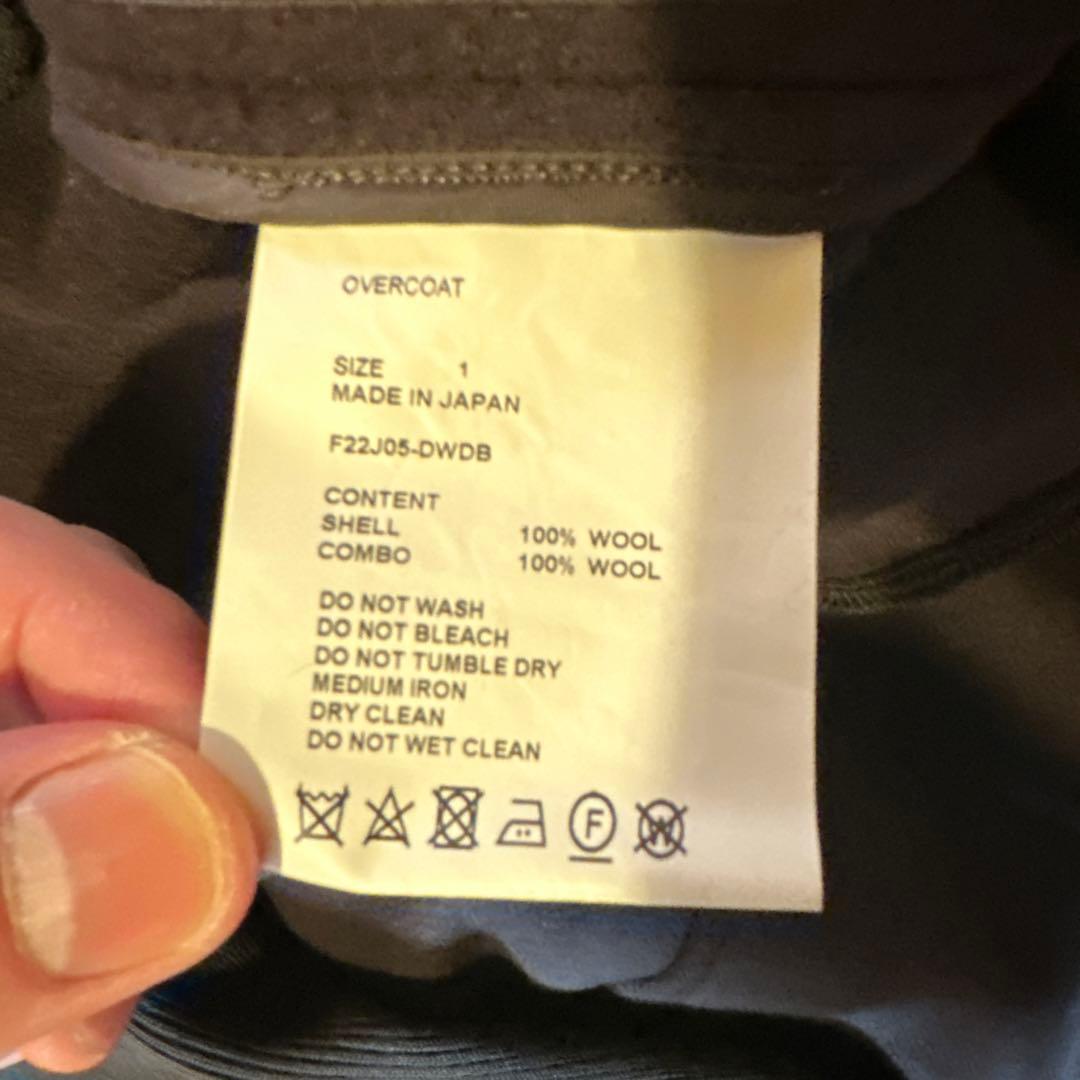 OVERCOAT
SIZE 1
MADE IN JAPAN
F22J05-DWDB
CONTENT
SHELL 100% WOOL
COMBO 100% WOOL
DO NOT WASH
DO NOT BLEACH
DO NOT TUMBLE DRY
MEDIUM IRON
DRY CLEAN
DO NOT WET CLEAN
F W